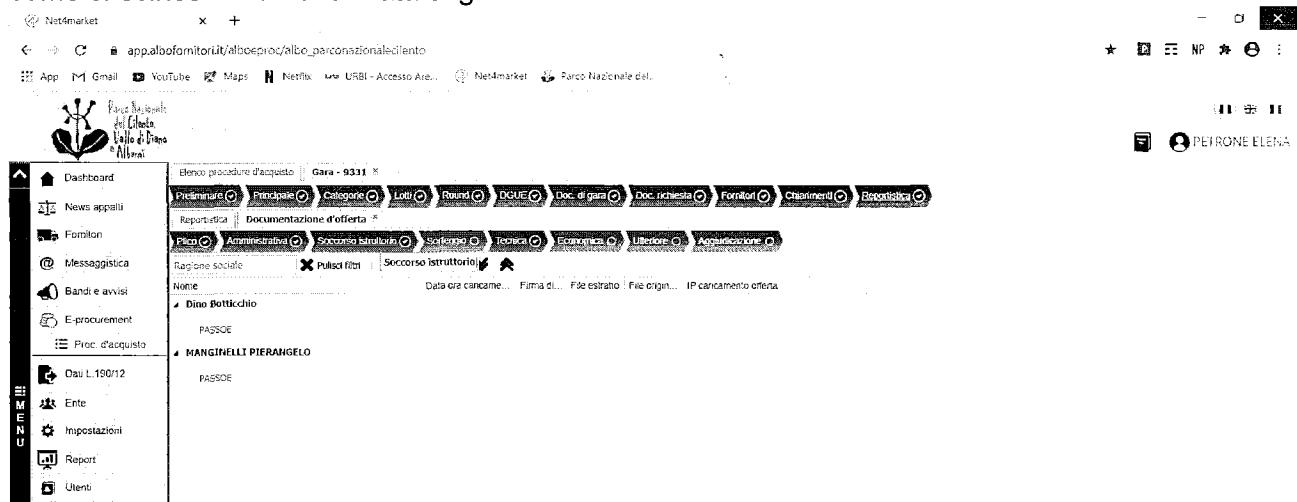 Net4market
app.albofornitori.it/alboeproc/albo_parconazionalecilento
NP
App Gmail YouTube Maps Netflix URBI - Accesso Are... Net4market Parco Nazionale del...
Parco Nazionale
del Cilento,
Vallo di Diano
e Alburni
PETRONE ELENA
Elenco procedure d'acquisto Gara - 9331
Preliminare Principale Categorie Lotti Round DGUE Doc. di gara Doc. richiesta Fornitori Chiarimenti Reportistica
Reportistica Documentazione d'offerta
Plico Amministrativa Soccorso istruttorio Sorteggio Tecnica Economica Ulteriore Aggiudicazione
Ragione sociale Pulisci filtri Soccorso istruttorio
Nome Data ora caricame... Firma di... File estratto File origin... IP caricamento offerta
Dino Botticchio
PASSOE
MANGINELLI PIERANGELO
PASSOE
MENU
Dashboard
News appalti
Fornitori
Messaggistica
Bandi e avvisi
E-procurement
Proc. d'acquisto
Dati L.190/12
Ente
Impostazioni
Report
Utenti